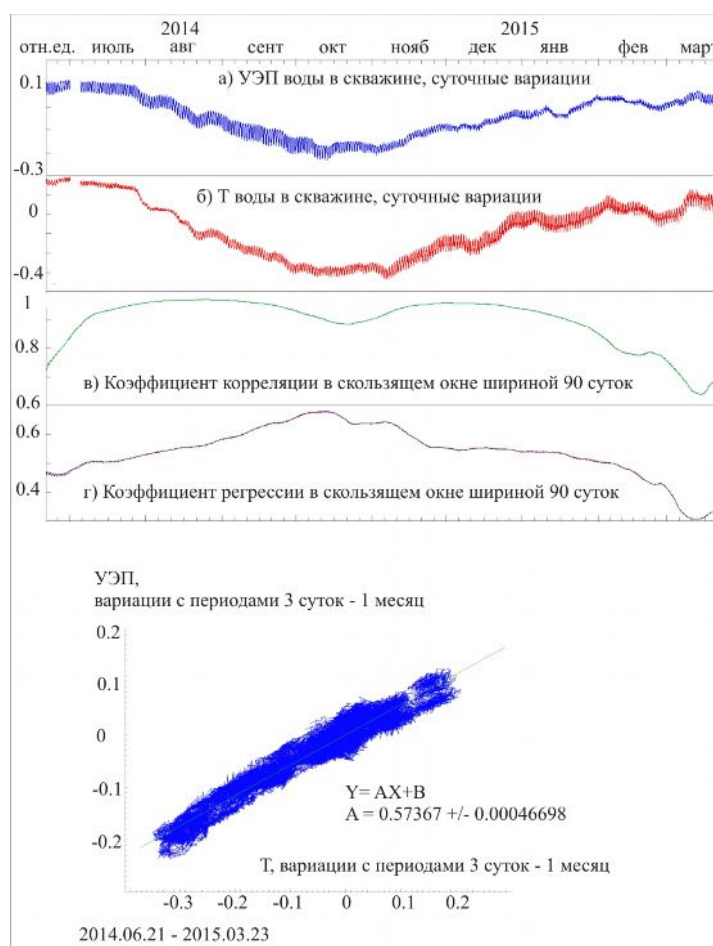 2014 2015
отн.ед. июль авг сент окт нояб дек янв фев март
а) УЭП воды в скважине, суточные вариации
0.1
-0.3
б) Т воды в скважине, суточные вариации
0
-0.4
1
0.8
в) Коэффициент корреляции в скользящем окне шириной 90 суток
0.6
0.6
0.4
г) Коэффициент регрессии в скользящем окне шириной 90 суток
УЭП,
вариации с периодами 3 суток - 1 месяц
0.2
0.1
0
-0.1
-0.2
Y= AX+B
A = 0.57367 +/- 0.00046698
Т, вариации с периодами 3 суток - 1 месяц
-0.3 -0.2 -0.1 0 0.1 0.2
2014.06.21 - 2015.03.23